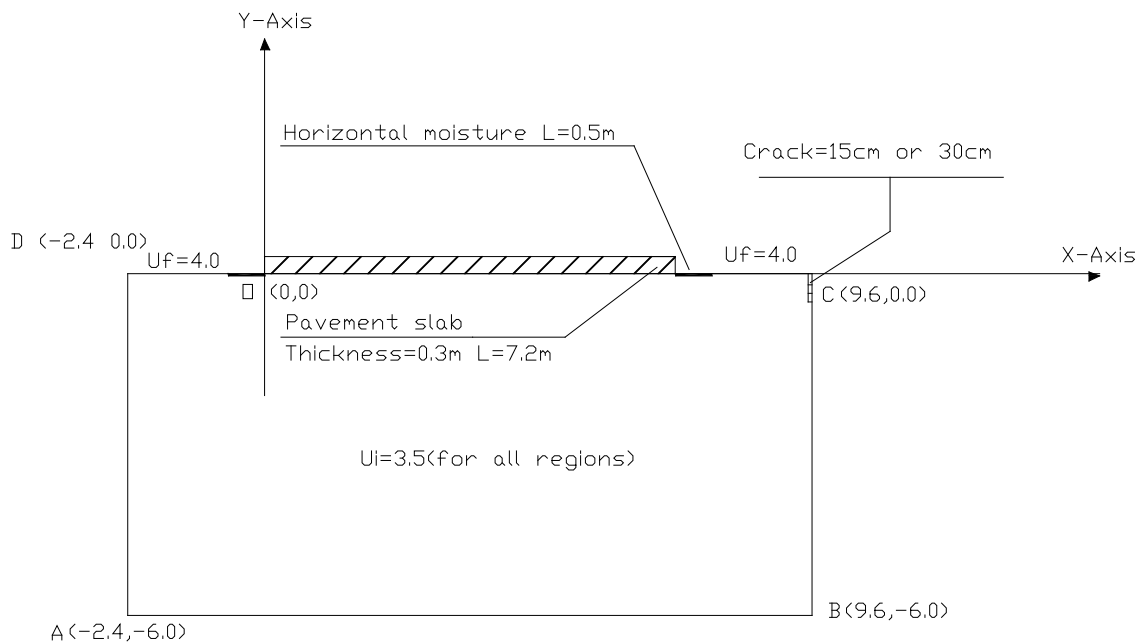 Y-Axis
Horizontal moisture L=0.5m
Crack=15cm or 30cm
D (-2.4 0.0)
Uf=4.0
Uf=4.0
X-Axis
(0,0)
C(9.6,0.0)
Pavement slab
Thickness=0.3m L=7.2m
Ui=3.5(for all regions)
B(9.6,-6.0)
A(-2.4,-6.0)